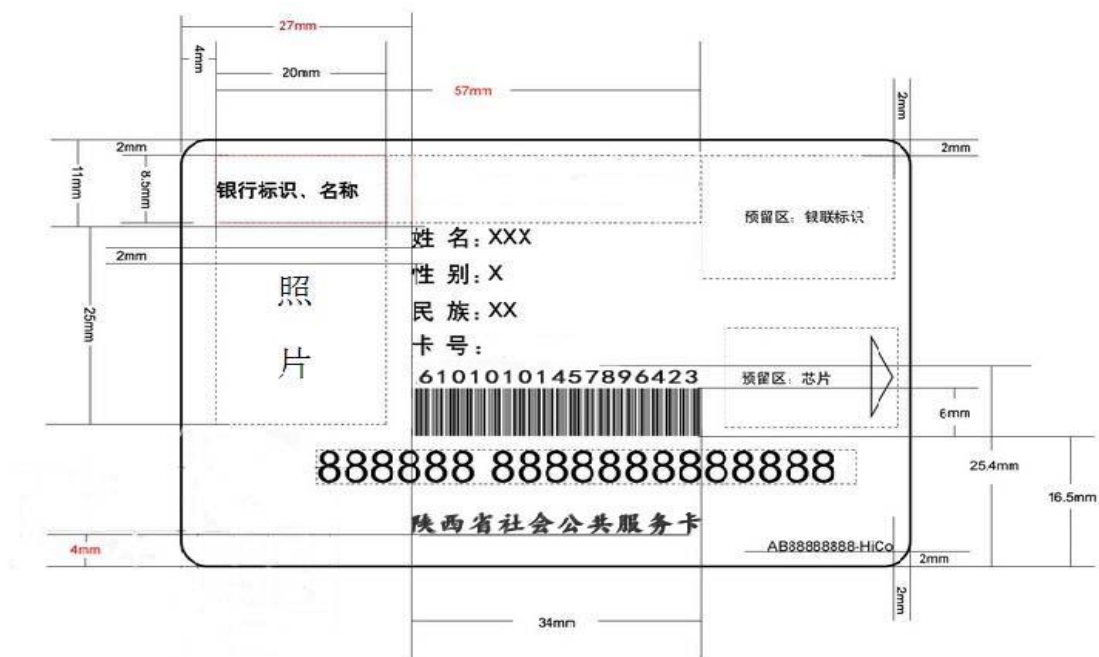 27mm
4mm
20mm
57mm
2mm
2mm
2mm
11mm
8.5mm
银行标识、名称
预留区：银联标识
姓 名：XXX
2mm
性 别：X
照
25mm
民 族：XX
片
卡 号：
610101014578964​23
预留区：芯片
6mm
888888 8888888888888
25.4mm
16.5mm
陕西省社会公共服务卡
4mm
AB88888888-HiCo
2mm
2mm
34mm